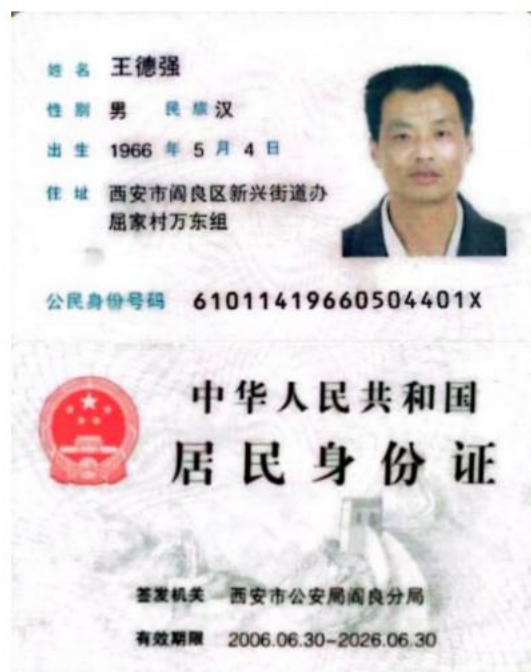 姓名 王德强
性别 男 民族 汉
出生 1966 年 5 月 4 日
住址 西安市阎良区新兴街道办
屈家村万东组
公民身份号码 61011419660504401X
中华人民共和国
居民身份证
签发机关 西安市公安局阎良分局
有效期限 2006.06.30-2026.06.30